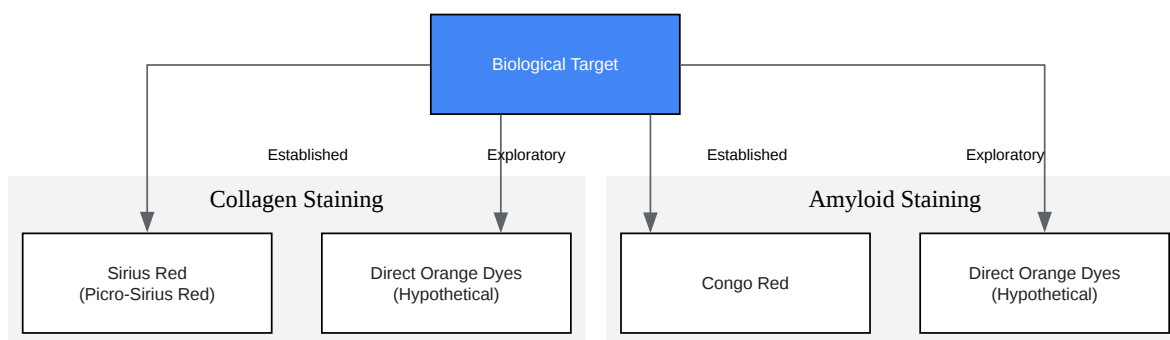 Biological Target
Established
Exploratory
Established
Exploratory
Collagen Staining
Amyloid Staining
Sirius Red
(Picro-Sirius Red)
Direct Orange Dyes
(Hypothetical)
Congo Red
Direct Orange Dyes
(Hypothetical)